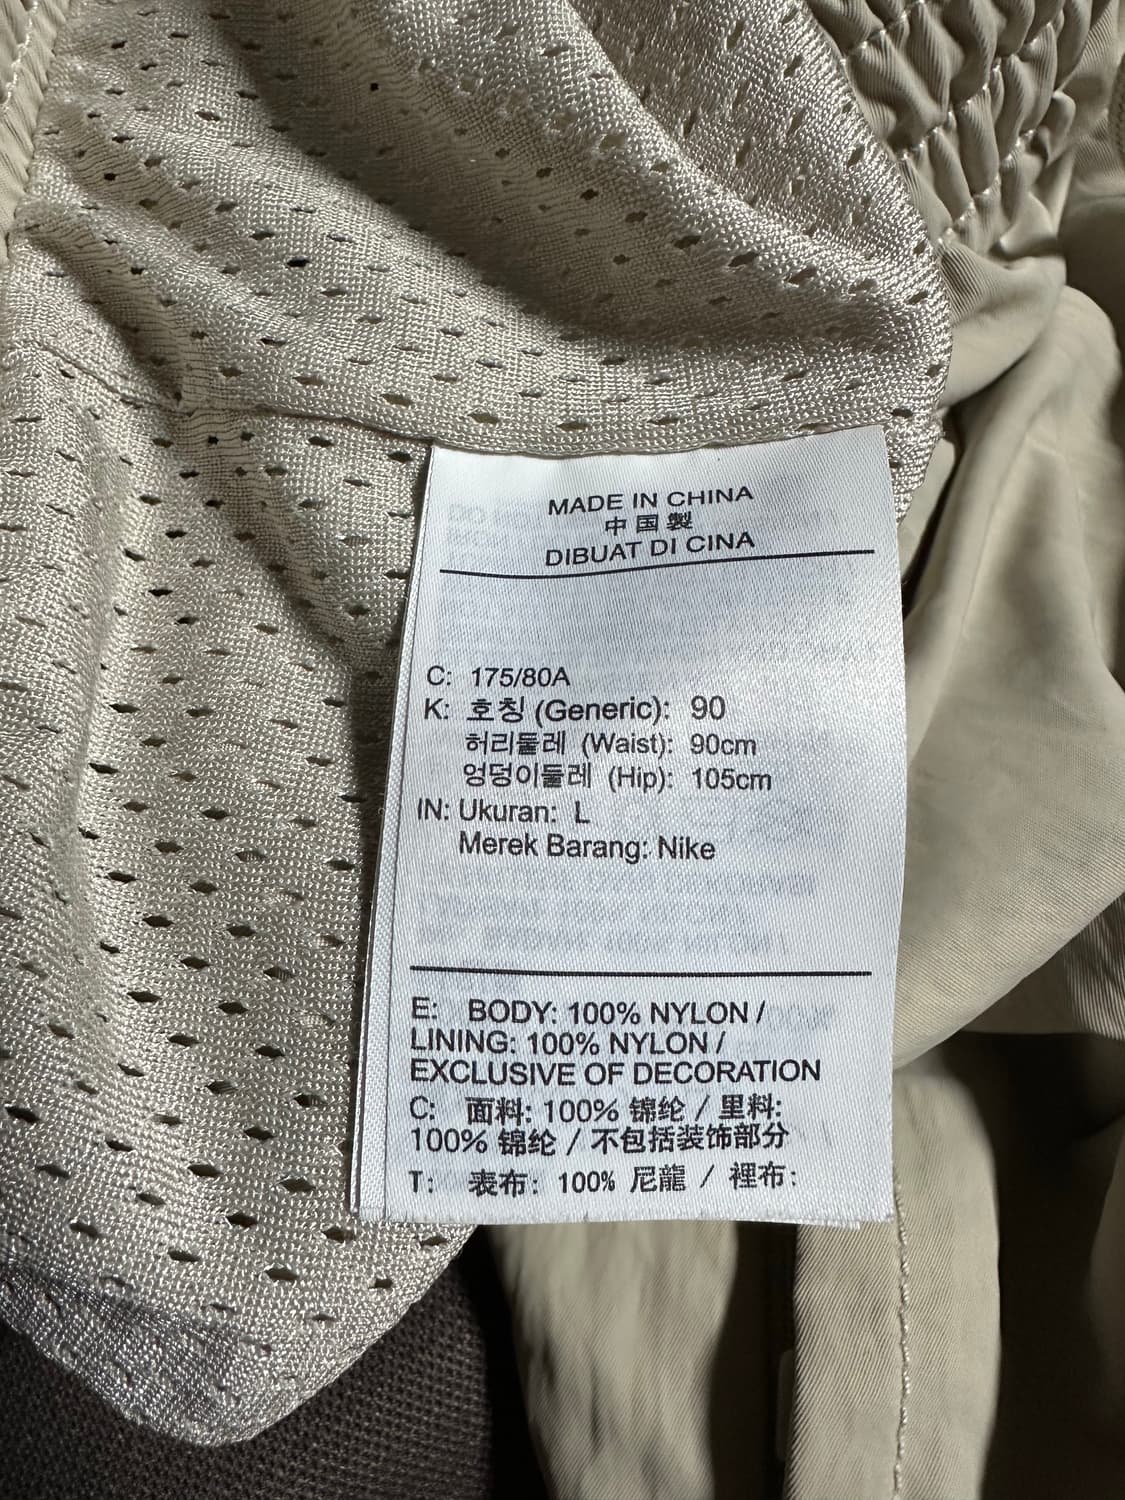 MADE IN CHINA
中国製
DIBUAT DI CINA
C: 175/80A
K: 호칭 (Generic): 90
허리둘레 (Waist): 90cm
엉덩이둘레 (Hip): 105cm
IN: Ukuran: L
Merek Barang: Nike
E: BODY: 100% NYLON /
LINING: 100% NYLON /
EXCLUSIVE OF DECORATION
C: 面料: 100% 锦纶 / 里料:
100% 锦纶 / 不包括装饰部分
T: 表布: 100% 尼龍 / 裡布: